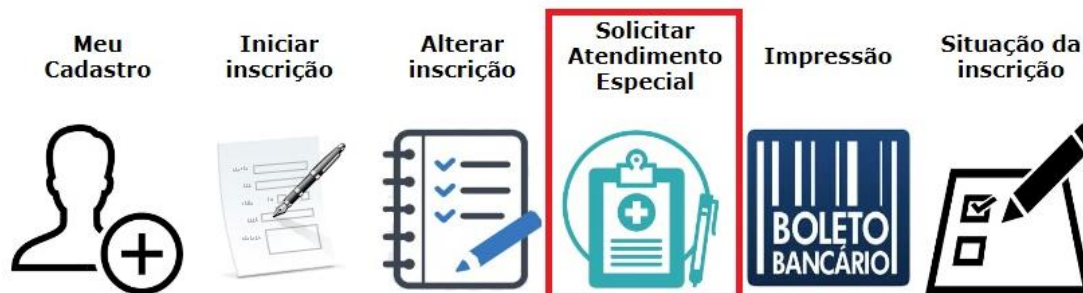 Meu
Cadastro
Iniciar
inscrição
Alterar
inscrição
Solicitar
Atendimento
Especial
Impressão
Situação da
inscrição
BOLETO
BANCÁRIO